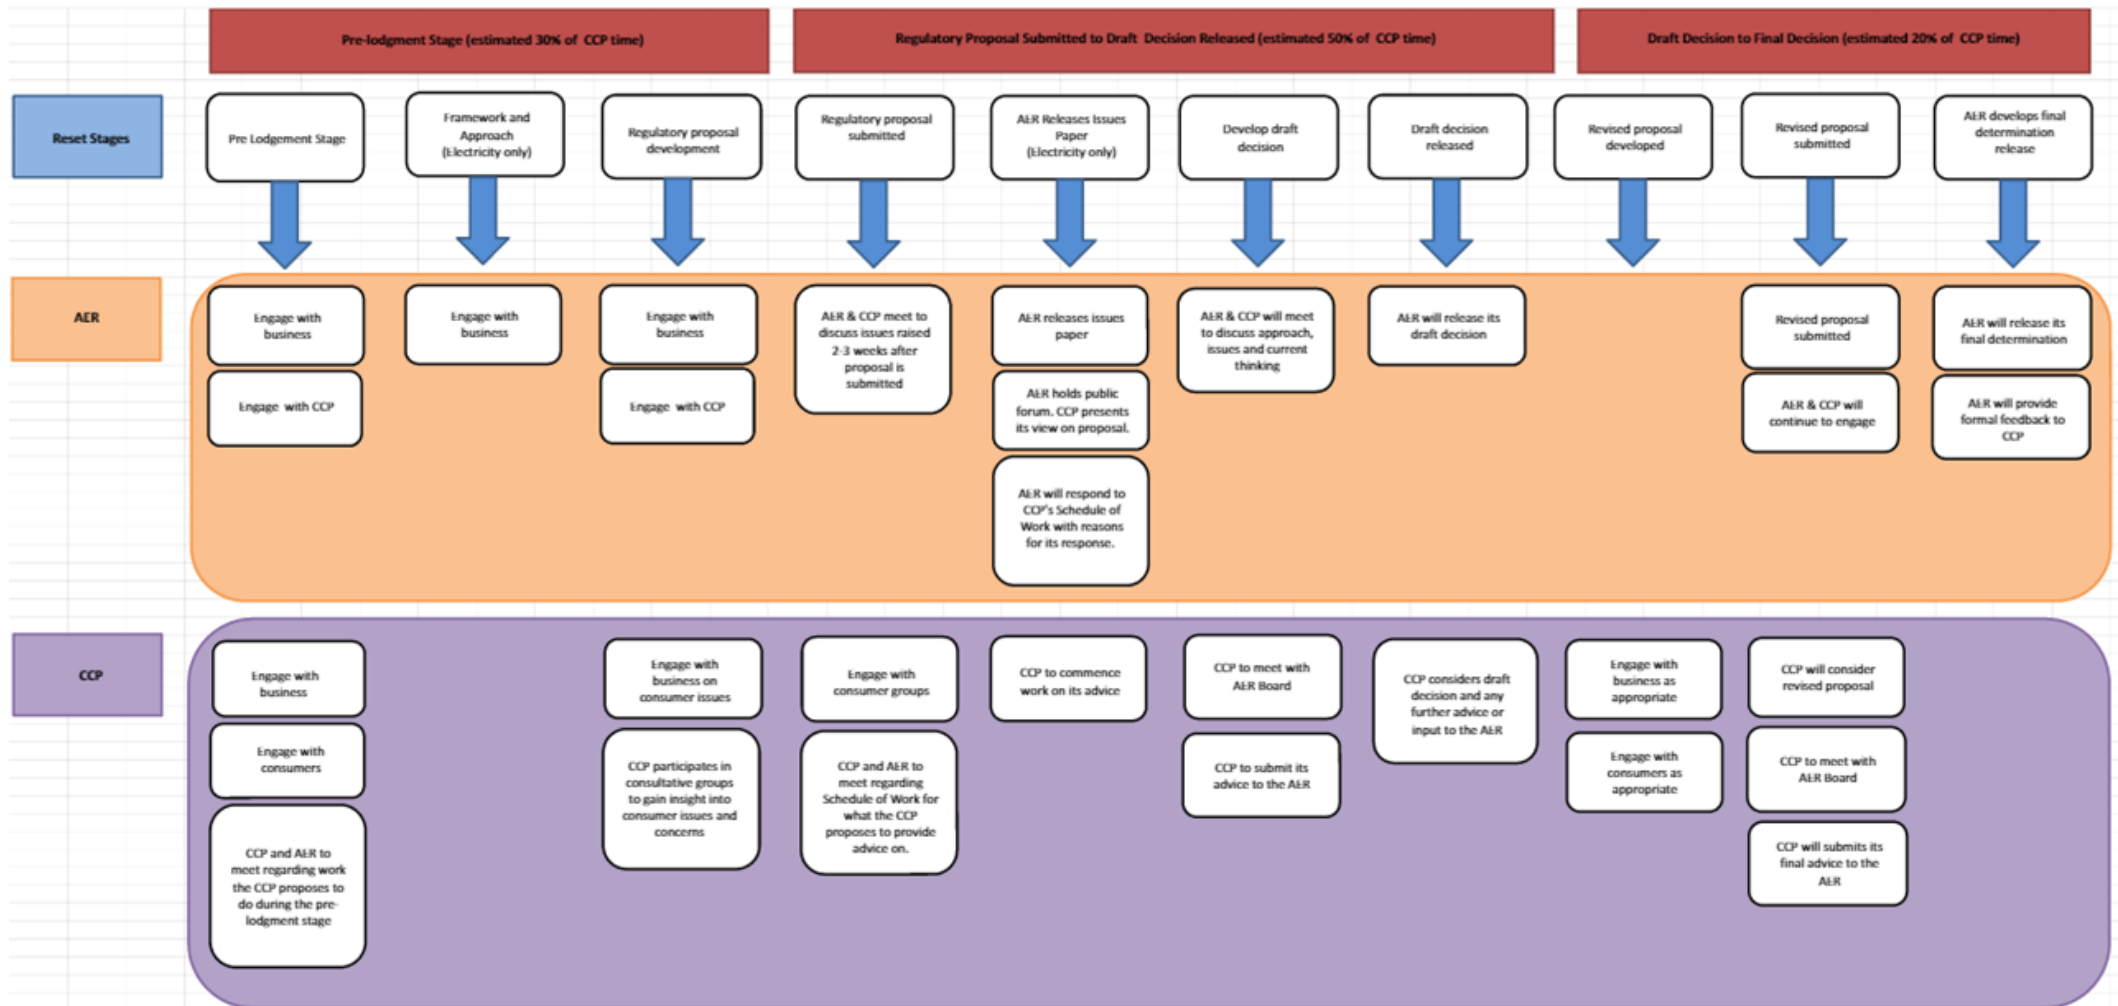 Pre-lodgment Stage (estimated 30% of CCP time)
Regulatory Proposal Submitted to Draft Decision Released (estimated 50% of CCP time)
Draft Decision to Final Decision (estimated 20% of CCP time)
Reset Stages
Pre Lodgement Stage
Framework and
Approach
(Electricity only)
Regulatory proposal
development
Regulatory proposal
submitted
AER Releases Issues
Paper
(Electricity only)
Develop draft
decision
Draft decision
released
Revised proposal
developed
Revised proposal
submitted
AER develops final
determination
release
AER
Engage with
business
Engage with CCP
Engage with
business
Engage with
business
Engage with CCP
AER & CCP meet to
discuss issues raised
2-3 weeks after
proposal is
submitted
AER releases issues
paper
AER holds public
forum. CCP presents
its view on proposal.
AER will respond to
CCP's Schedule of
Work with reasons
for its response.
AER & CCP will meet
to discuss approach,
issues and current
thinking
AER will release its
draft decision
Revised proposal
submitted
AER & CCP will
continue to engage
AER will release its
final determination
AER will provide
formal feedback to
CCP
CCP
Engage with
business
Engage with
consumers
CCP and AER to
meet regarding work
the CCP proposes to
do during the pre-
lodgment stage
Engage with
business on
consumer issues
CCP participates in
consultative groups
to gain insight into
consumer issues and
concerns
Engage with
consumer groups
CCP and AER to
meet regarding
Schedule of Work for
what the CCP
proposes to provide
advice on.
CCP to commence
work on its advice
CCP to meet with
AER Board
CCP to submit its
advice to the AER
CCP considers draft
decision and any
further advice or
input to the AER
Engage with
business as
appropriate
Engage with
consumers as
appropriate
CCP will consider
revised proposal
CCP to meet with
AER Board
CCP will submits its
final advice to the
AER